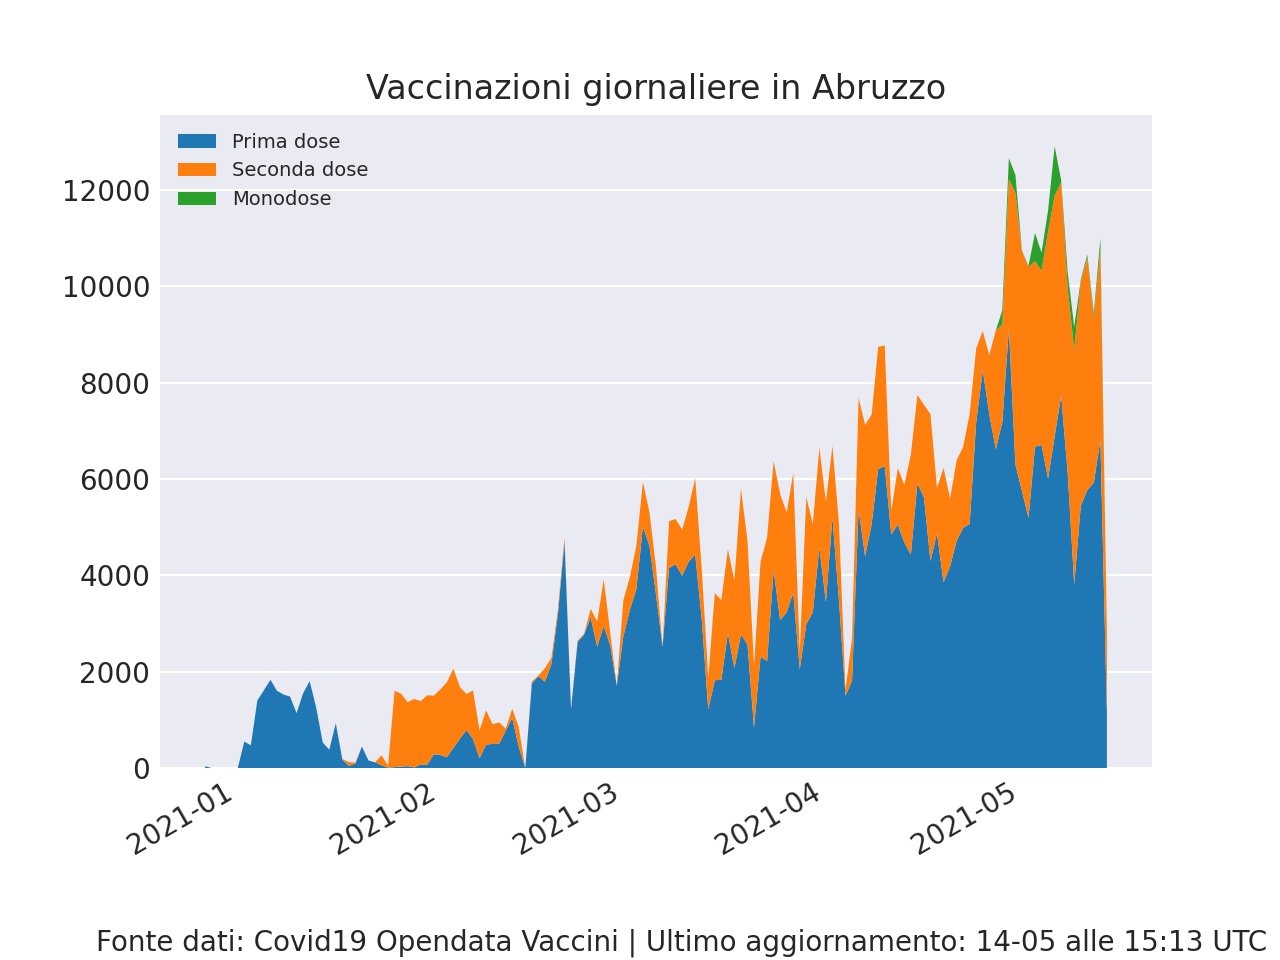 Vaccinazioni giornaliere in Abruzzo
Prima dose
Seconda dose
Monodose
12000
10000
8000
6000
4000
2000
0
2021-01
2021-02
2021-03
2021-04
2021-05
Fonte dati: Covid19 Opendata Vaccini | Ultimo aggiornamento: 14-05 alle 15:13 UTC